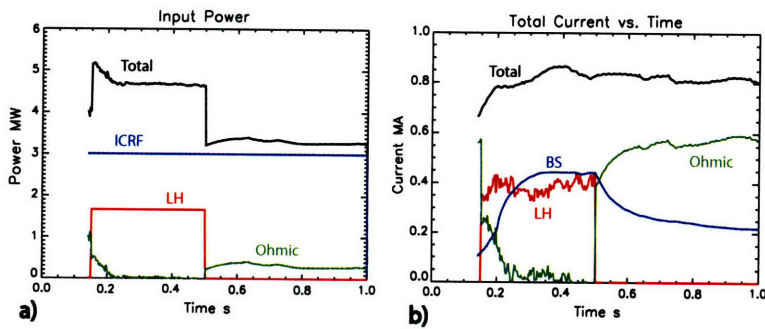 Input Power
Total
ICRF
LH
Ohmic
Power MW
6
5
4
3
2
1
0
0.0 0.2 0.4 0.6 0.8 1.0
Time s
a)
Total Current vs. Time
Total
Ohmic
BS
LH
Current MA
1.0
0.8
0.6
0.4
0.2
0.0
0.0 0.2 0.4 0.6 0.8 1.0
Time s
b)